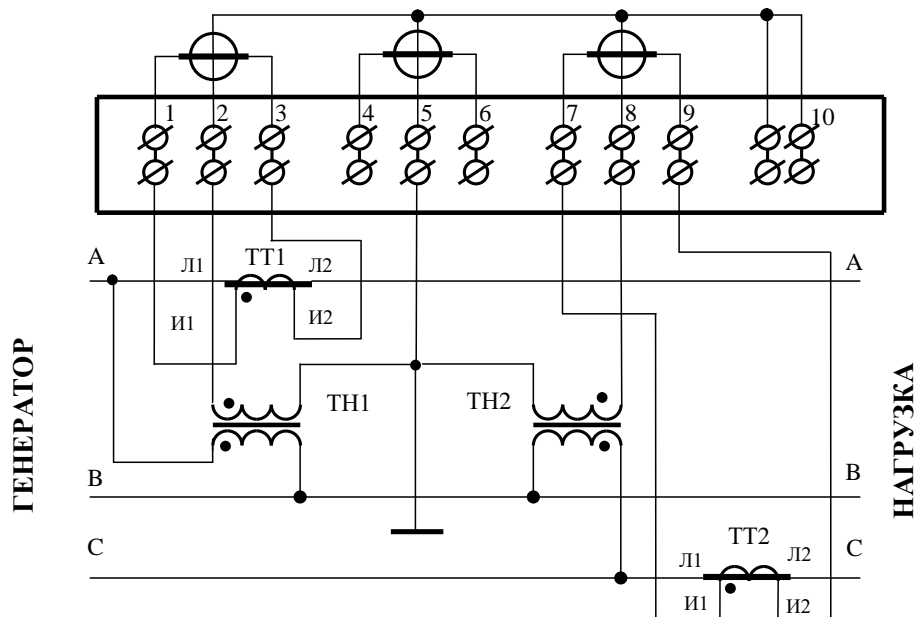 1 2 3 4 5 6 7 8 9 10
ТТ1
А Л1 Л2 А
И1 И2
ГЕНЕРАТОР
ТН1 ТН2
НАГРУЗКА
В В
С ТТ2 С
Л1 Л2
И1 И2